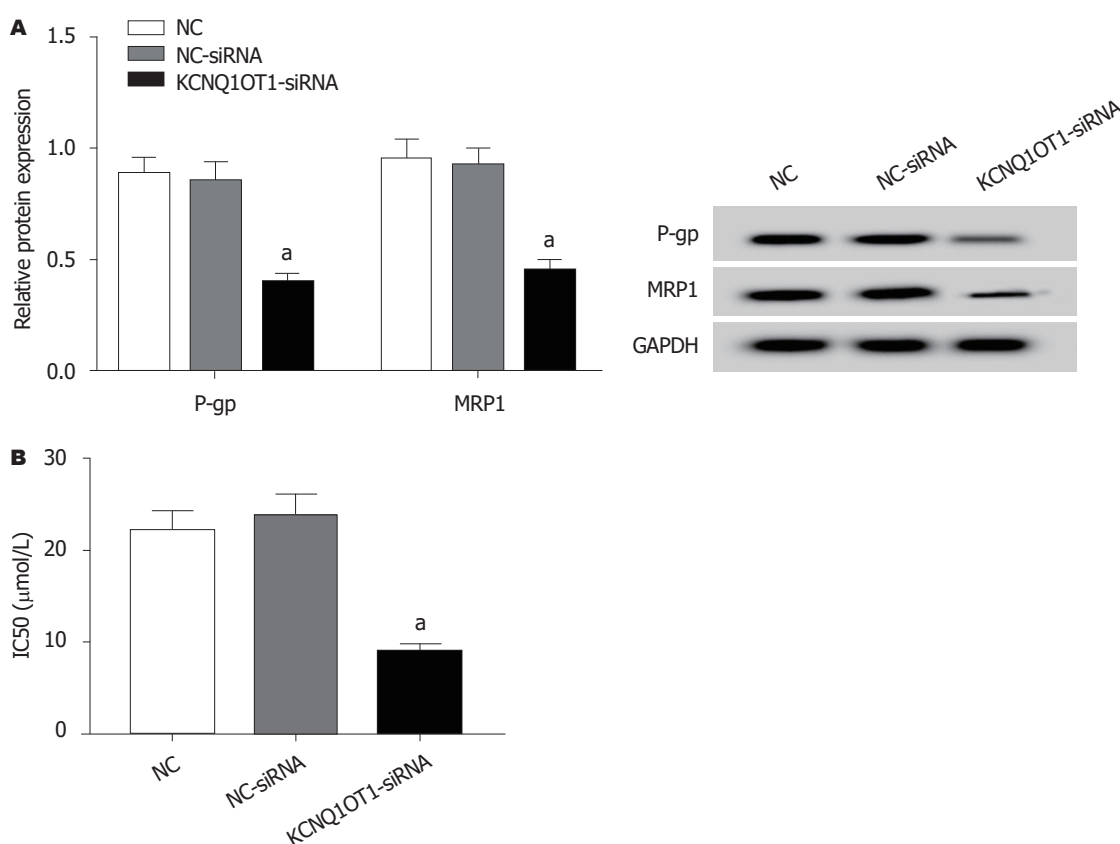 A
NC
NC-siRNA
KCNQ1OT1-siRNA
1.5
1.0
0.5
0.0
Relative protein expression
a
a
P-gp
MRP1
NC
NC-siRNA
KCNQ1OT1-siRNA
P-gp
MRP1
GAPDH
B
30
20
10
0
IC50 (μmol/L)
a
NC
NC-siRNA
KCNQ1OT1-siRNA